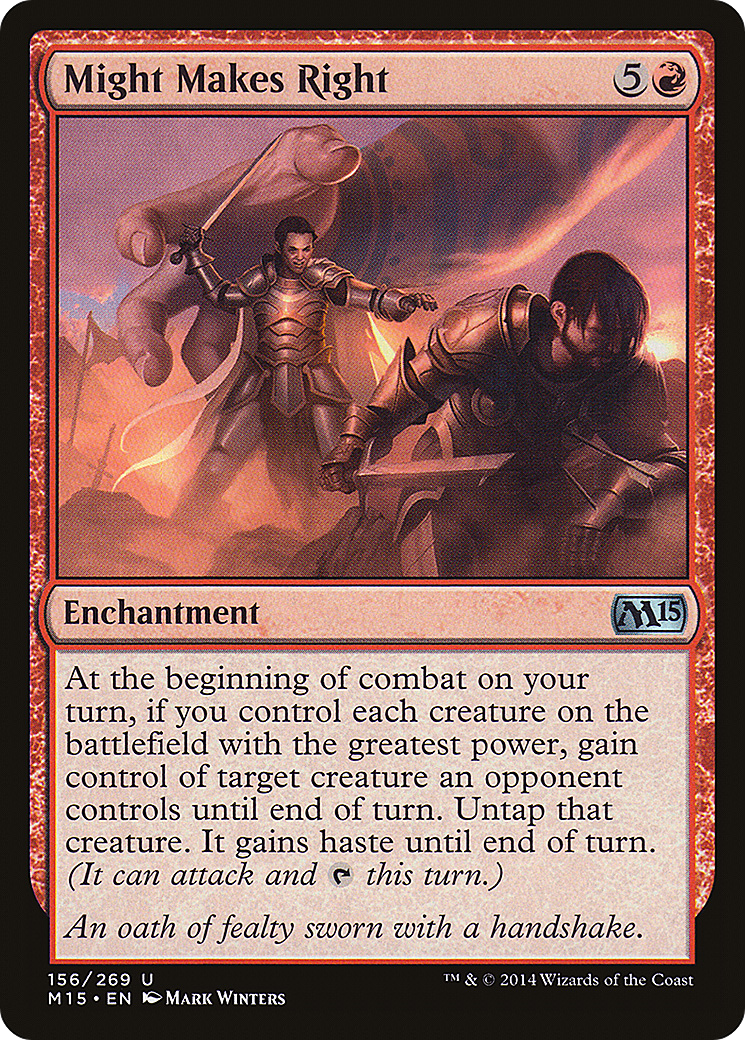 Might Makes Right 5
Enchantment M15
At the beginning of combat on your
turn, if you control each creature on the
battlefield with the greatest power, gain
control of target creature an opponent
controls until end of turn. Untap that
creature. It gains haste until end of turn.
(It can attack and this turn.)
An oath of fealty sworn with a handshake.
156/269 U ™ & © 2014 Wizards of the Coast
M15 • EN Mark Winters